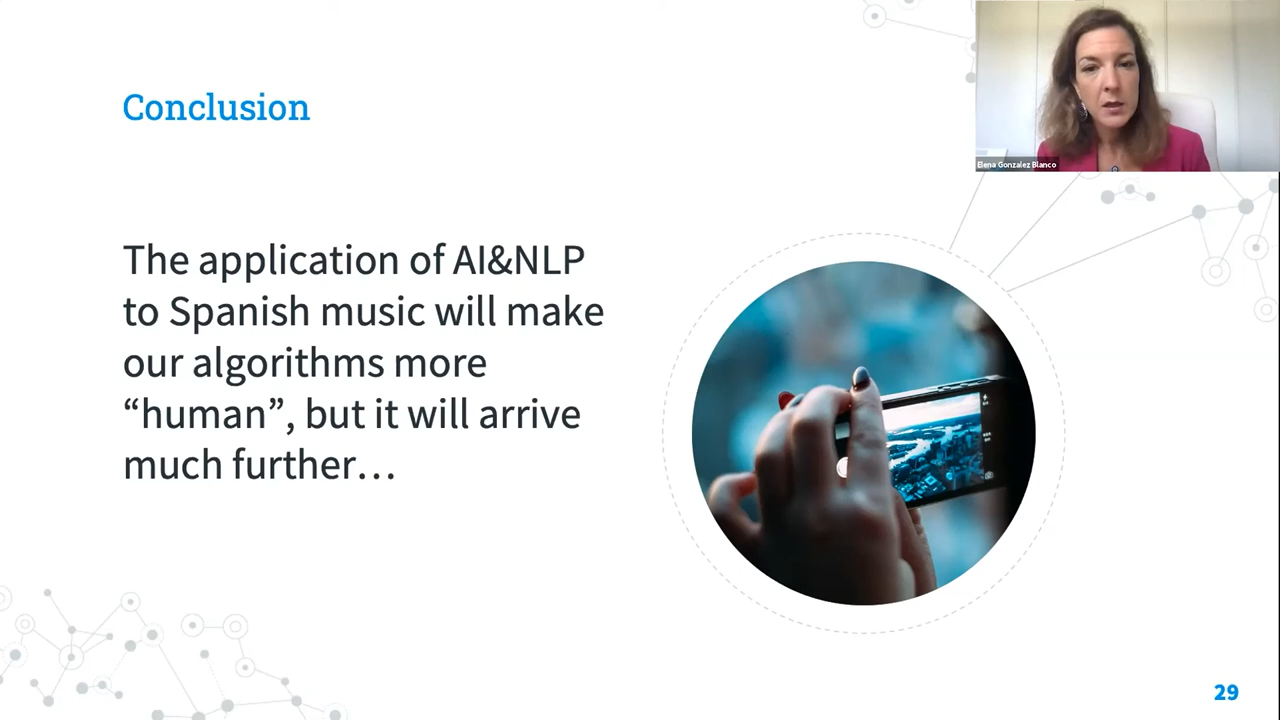 Conclusion
Elena Gonzalez Blanco
The application of AI&NLP
to Spanish music will make
our algorithms more
“human”, but it will arrive
much further…
29